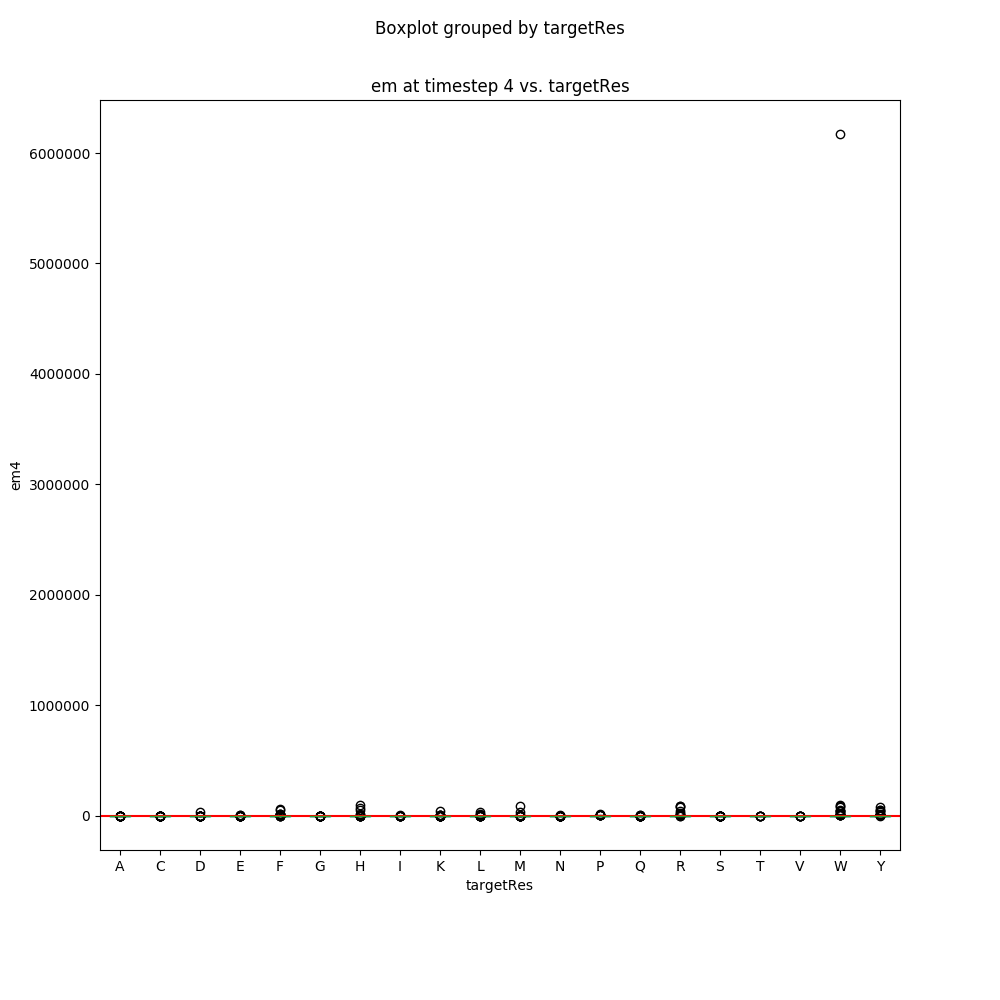 Boxplot grouped by targetRes
em at timestep 4 vs. targetRes
6000000
5000000
4000000
3000000
2000000
1000000
0
em4
A C D E F G H I K L M N P Q R S T V W Y
targetRes